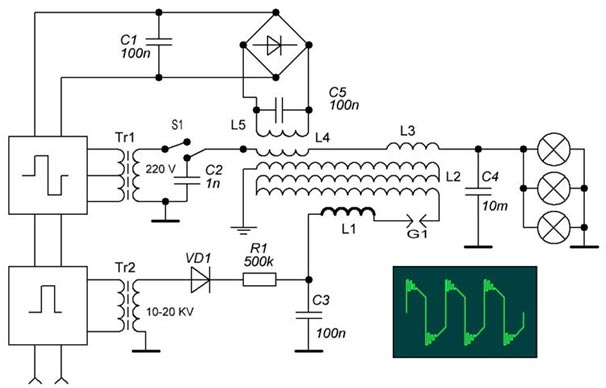 C1
100n
C5
100n
L5
Tr1
S1
L4
L3
220 V
C2
1n
L2
C4
10m
L1
G1
Tr2
VD1
R1
500k
10-20 KV
C3
100n